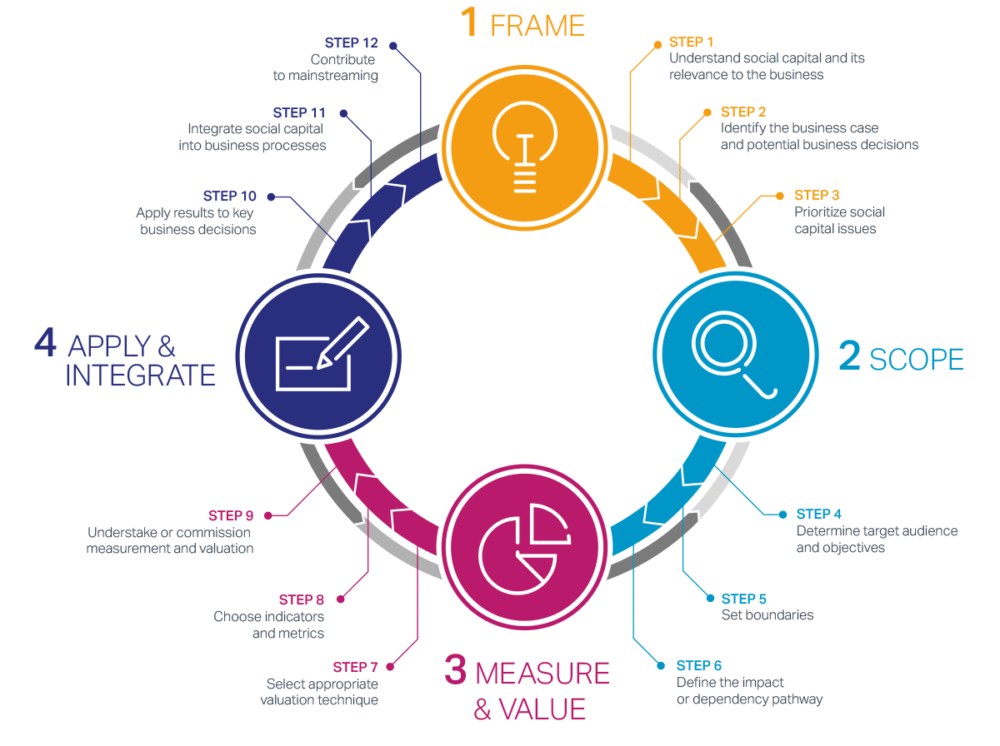 1 FRAME
STEP 1
Understand social capital and its
relevance to the business
STEP 2
Identify the business case
and potential business decisions
STEP 3
Prioritize social
capital issues
2 SCOPE
STEP 4
Determine target audience
and objectives
STEP 5
Set boundaries
STEP 6
Define the impact
or dependency pathway
3 MEASURE
& VALUE
STEP 7
Select appropriate
valuation technique
STEP 8
Choose indicators
and metrics
STEP 9
Understake or commission
measurement and valuation
4 APPLY &
INTEGRATE
STEP 10
Apply results to key
business decisions
STEP 11
Integrate social capital
into business processes
STEP 12
Contribute
to mainstreaming